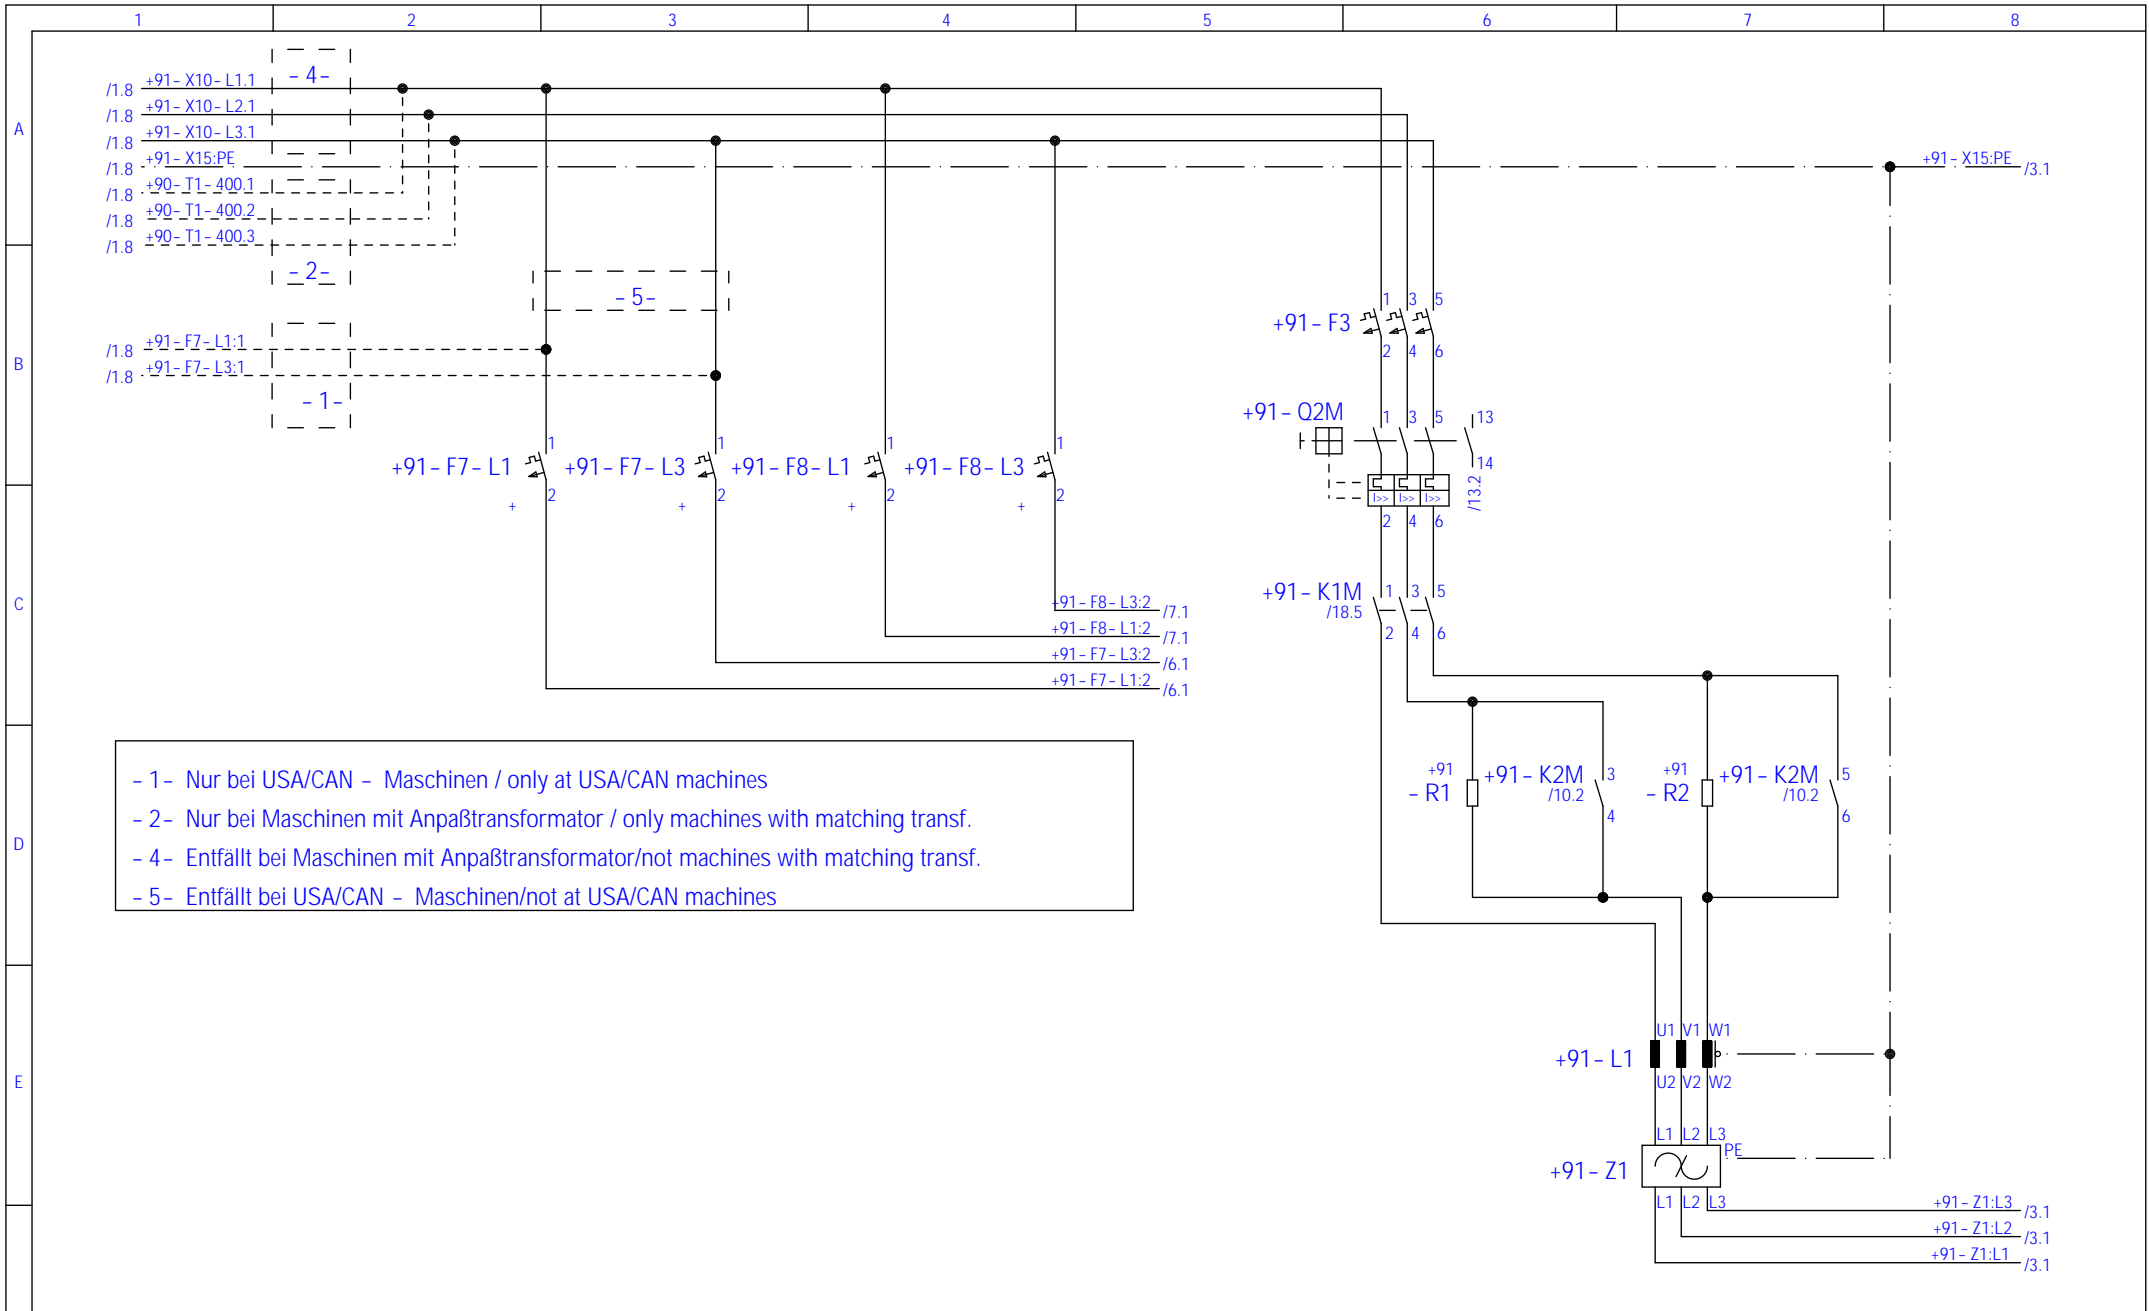 1 2 3 4 5 6 7 8
A
B
C
D
E
- 4-
/1.8 +91- X10- L1.1
/1.8 +91- X10- L2.1
/1.8 +91- X10- L3.1
/1.8 +91- X15:PE
+91- X15:PE /3.1
/1.8 +90- T1- 400.1
/1.8 +90- T1- 400.2
/1.8 +90- T1- 400.3
- 2-
- 5-
/1.8 +91- F7- L1:1
/1.8 +91- F7- L3:1
- 1-
+91- F3
1 3 5
2 4 6
+91- Q2M
1 3 5 13
14
I>> I>> I>>
/13.2
2 4 6
+91- F7- L1 1 2 +
+91- F7- L3 1 2 +
+91- F8- L1 1 2 +
+91- F8- L3 1 2 +
+91- K1M
/18.5
1 3 5
2 4 6
+91- F8- L3:2 /7.1
+91- F8- L1:2 /7.1
+91- F7- L3:2 /6.1
+91- F7- L1:2 /6.1
- 1- Nur bei USA/CAN - Maschinen / only at USA/CAN machines
- 2- Nur bei Maschinen mit Anpaßtransformator / only machines with matching transf.
- 4- Entfällt bei Maschinen mit Anpaßtransformator/not machines with matching transf.
- 5- Entfällt bei USA/CAN - Maschinen/not at USA/CAN machines
+91
- R1
+91- K2M
/10.2
3
4
+91
- R2
+91- K2M
/10.2
5
6
U1 V1 W1
+91- L1
U2 V2 W2
L1 L2 L3
PE
+91- Z1
L1 L2 L3
+91- Z1:L3 /3.1
+91- Z1:L2 /3.1
+91- Z1:L1 /3.1